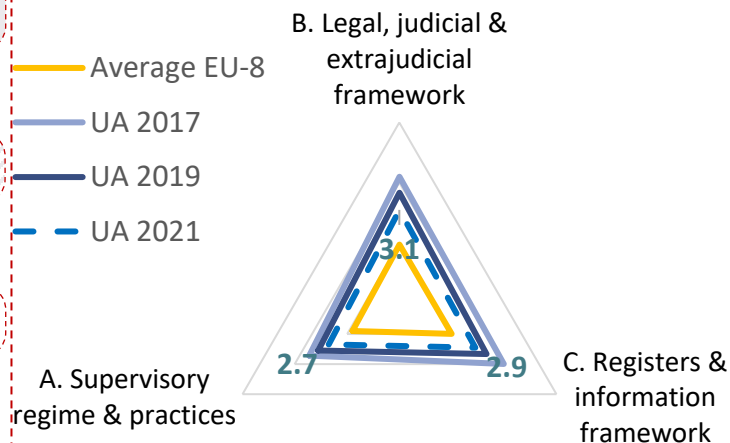 B. Legal, judicial &
extrajudicial
framework
Average EU-8
UA 2017
UA 2019
UA 2021
3.1
2.7
2.9
A. Supervisory
regime & practices
C. Registers &
information
framework